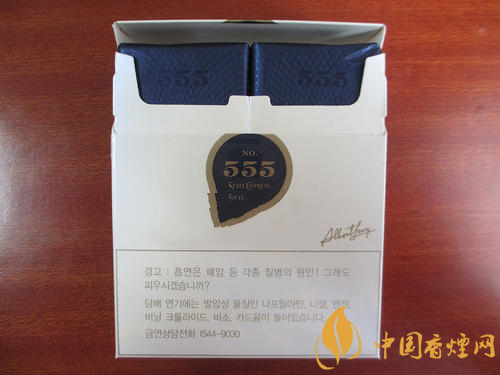 555 555
NO.
555
STATE EXPRESS
경고 : 흡연은 폐암 등 각종 질병의 원인! 그래도
피우시겠습니까?
담배 연기에는 발암성 물질인 나프틸아민, 니켈, 벤젠,
비닐 크롤라이드, 비소, 카드뮴이 들어있습니다.
금연상담전화 1544-9030
中国香烟网